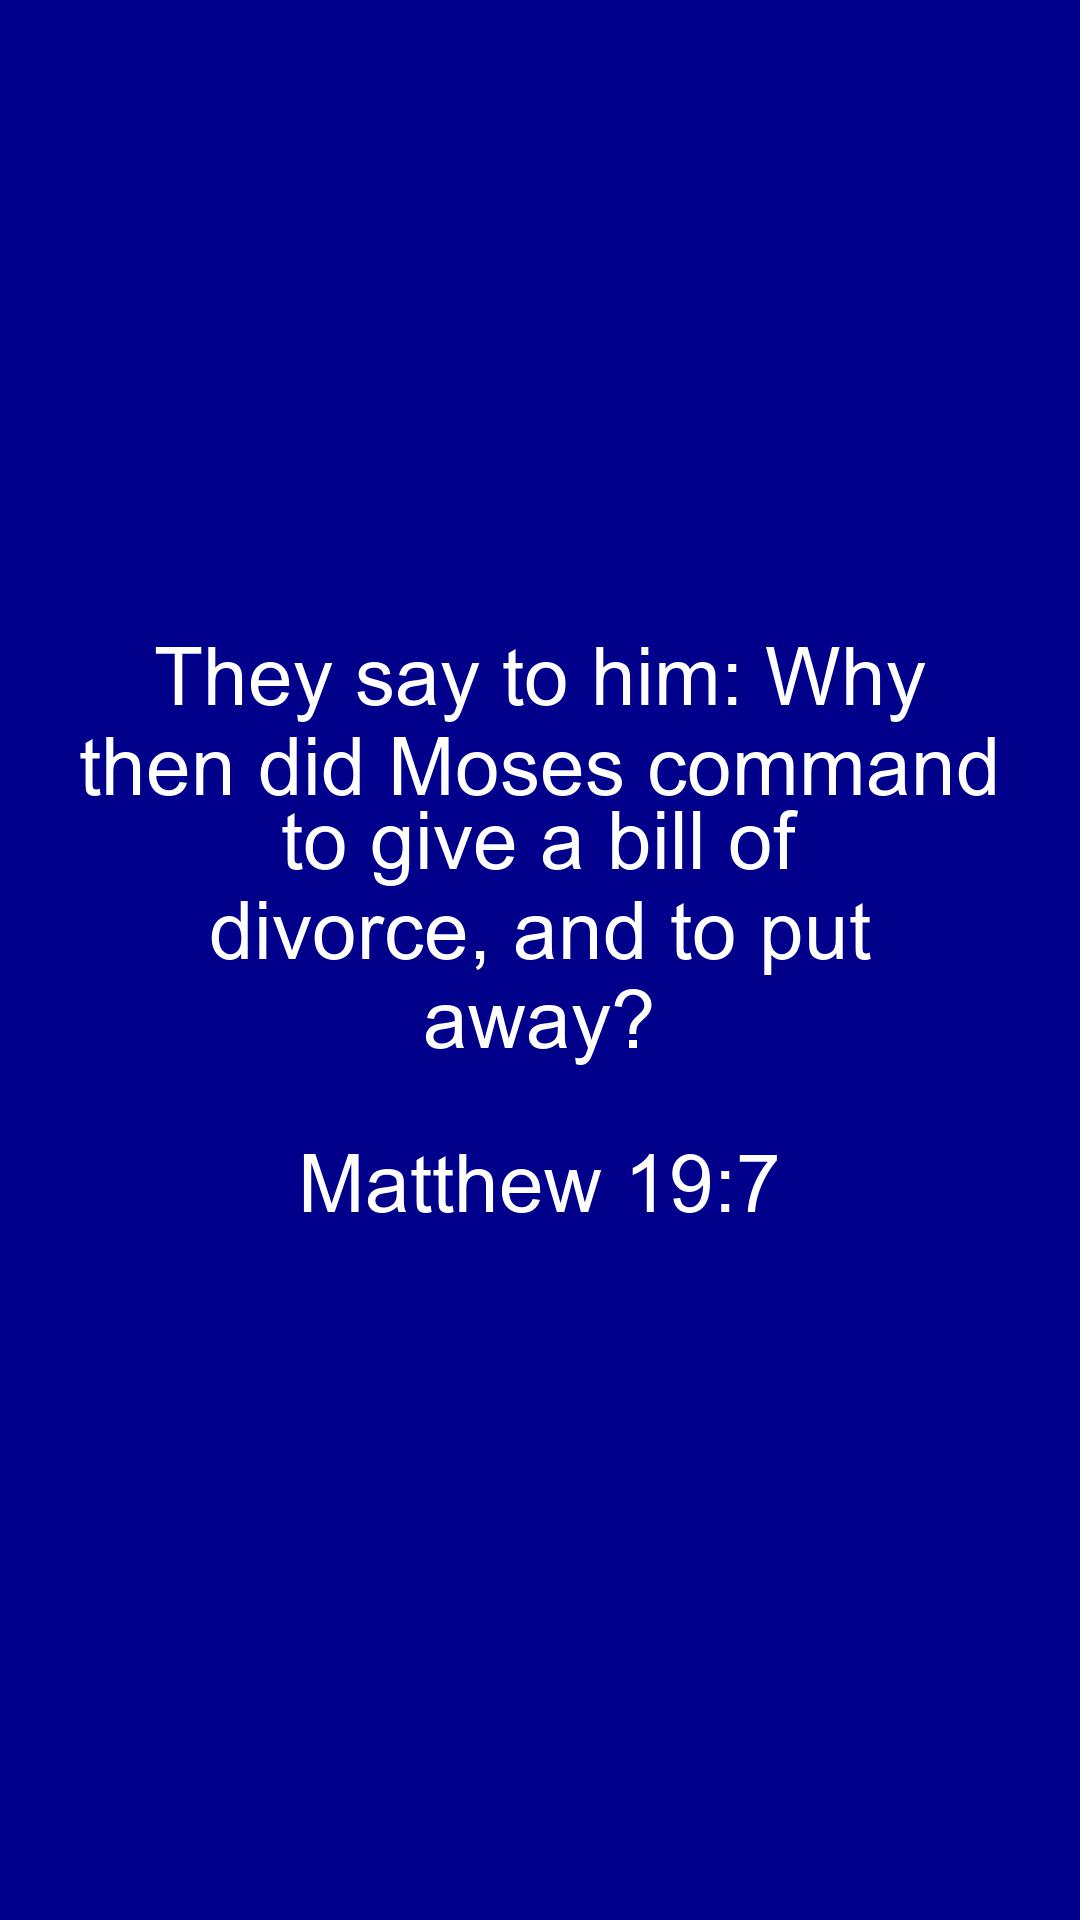 They say to him: Why
then did Moses command
to give a bill of
divorce, and to put
away?
Matthew 19:7